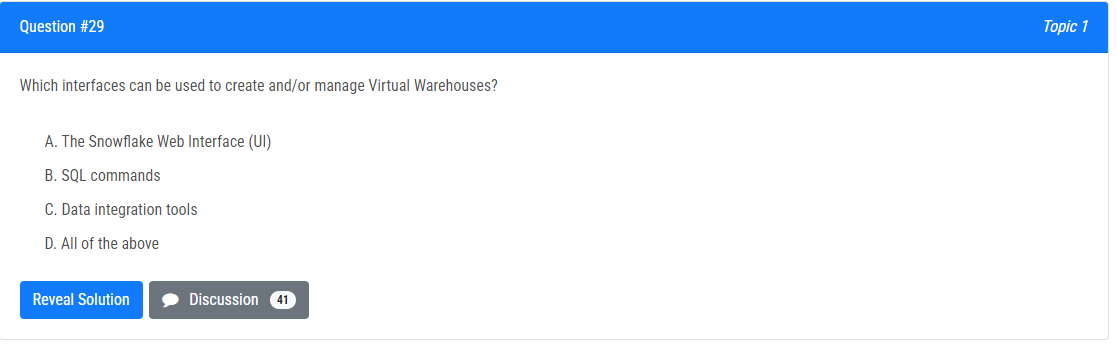 Question #29
Topic 1
Which interfaces can be used to create and/or manage Virtual Warehouses?
A. The Snowflake Web Interface (UI)
B. SQL commands
C. Data integration tools
D. All of the above
Reveal Solution
Discussion 41